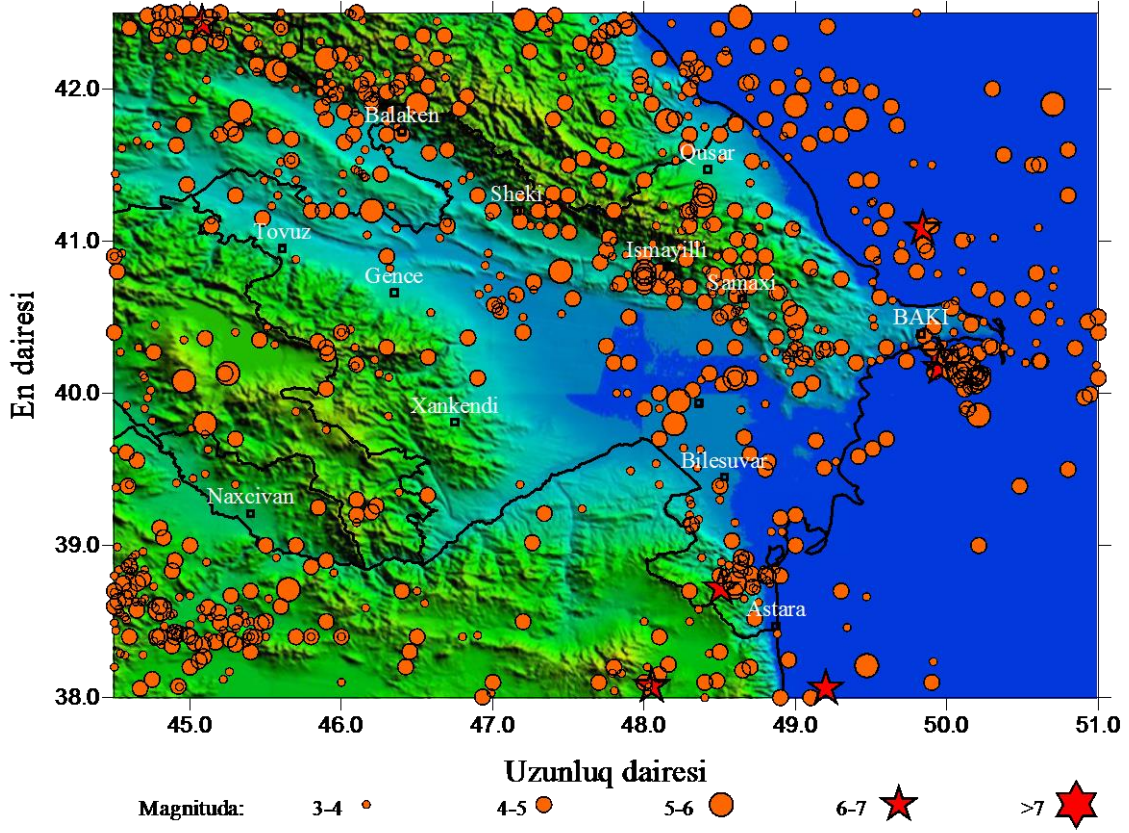 42.0
41.0
40.0
39.0
38.0
En dairesi
Balaken
Qusar
Sheki
Tovuz
Ismayilli
Gence
Samaxi
BAKI
Xankendi
Bilesuvar
Naxcivan
Astara
45.0 46.0 47.0 48.0 49.0 50.0 51.0
Uzunluq dairesi
Magnituda: 3-4 4-5 5-6 6-7 >7